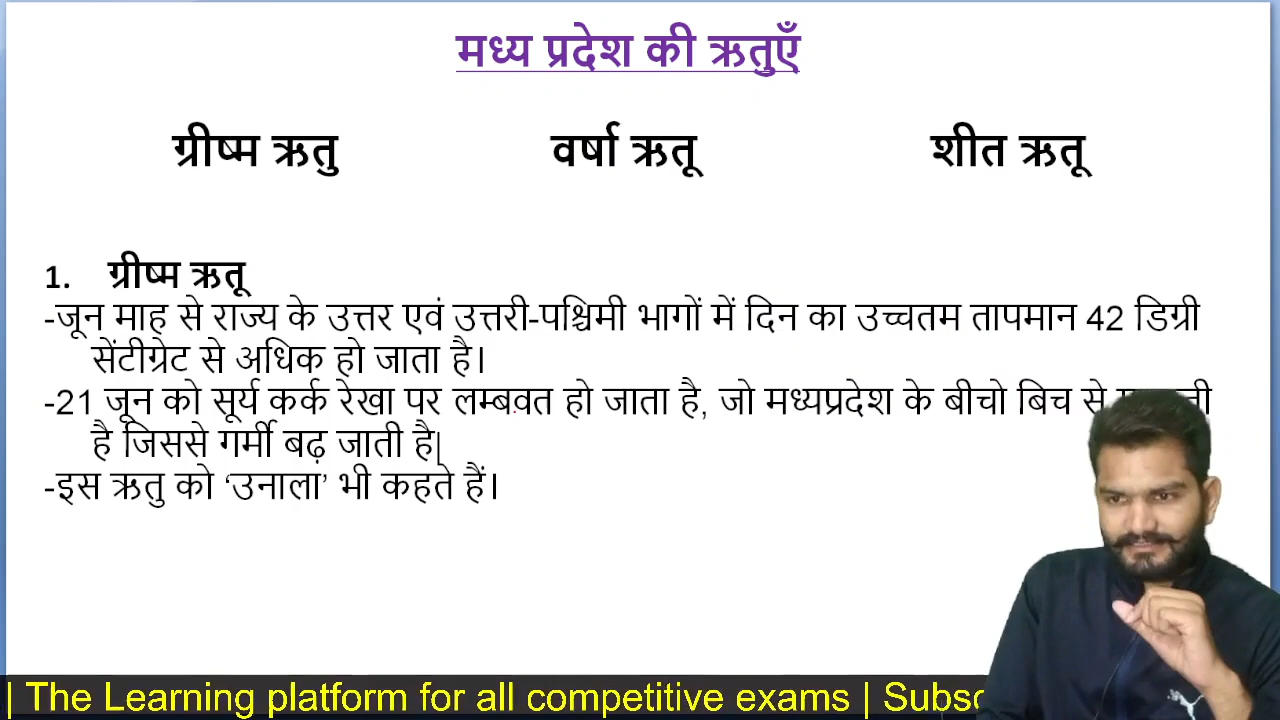 मध्य प्रदेश की ऋतुएँ
ग्रीष्म ऋतु वर्षा ऋतू शीत ऋतू
1. ग्रीष्म ऋतू
-जून माह से राज्य के उत्तर एवं उत्तरी-पश्चिमी भागों में दिन का उच्चतम तापमान 42 डिग्री
सेंटीग्रेट से अधिक हो जाता है।
-21 जून को सूर्य कर्क रेखा पर लम्बवत हो जाता है, जो मध्यप्रदेश के बीचो बिच से
है जिससे गर्मी बढ़ जाती है|
-इस ऋतु को ‘उनाला’ भी कहते हैं।
| The Learning platform for all competitive exams | Subsc